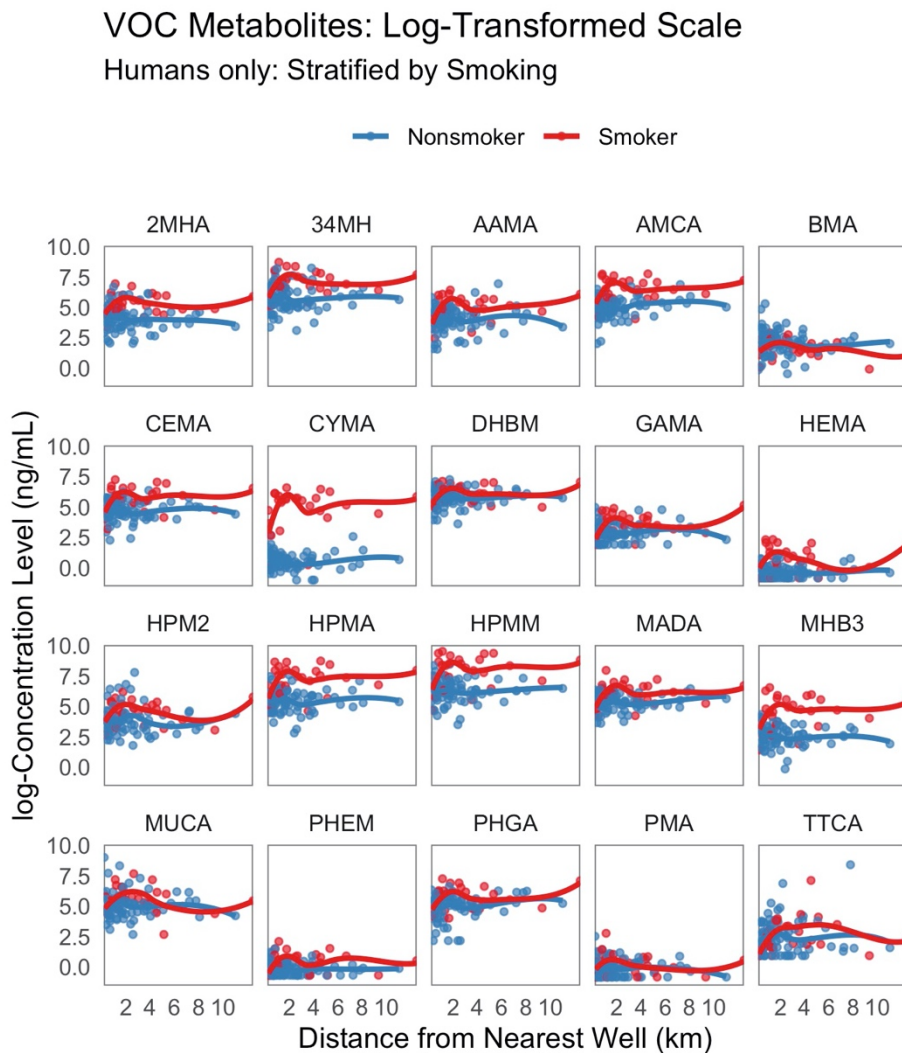 VOC Metabolites: Log-Transformed Scale
Humans only: Stratified by Smoking
Nonsmoker Smoker
2MHA 34MH AAMA AMCA BMA
10.0
7.5
5.0
2.5
0.0
CEMA CYMA DHBM GAMA HEMA
10.0
7.5
5.0
2.5
0.0
HPM2 HPMA HPMM MADA MHB3
10.0
7.5
5.0
2.5
0.0
MUCA PHEM PHGA PMA TTCA
10.0
7.5
5.0
2.5
0.0
log-Concentration Level (ng/mL)
2 4 6 8 10 2 4 6 8 10 2 4 6 8 10 2 4 6 8 10 2 4 6 8 10
Distance from Nearest Well (km)